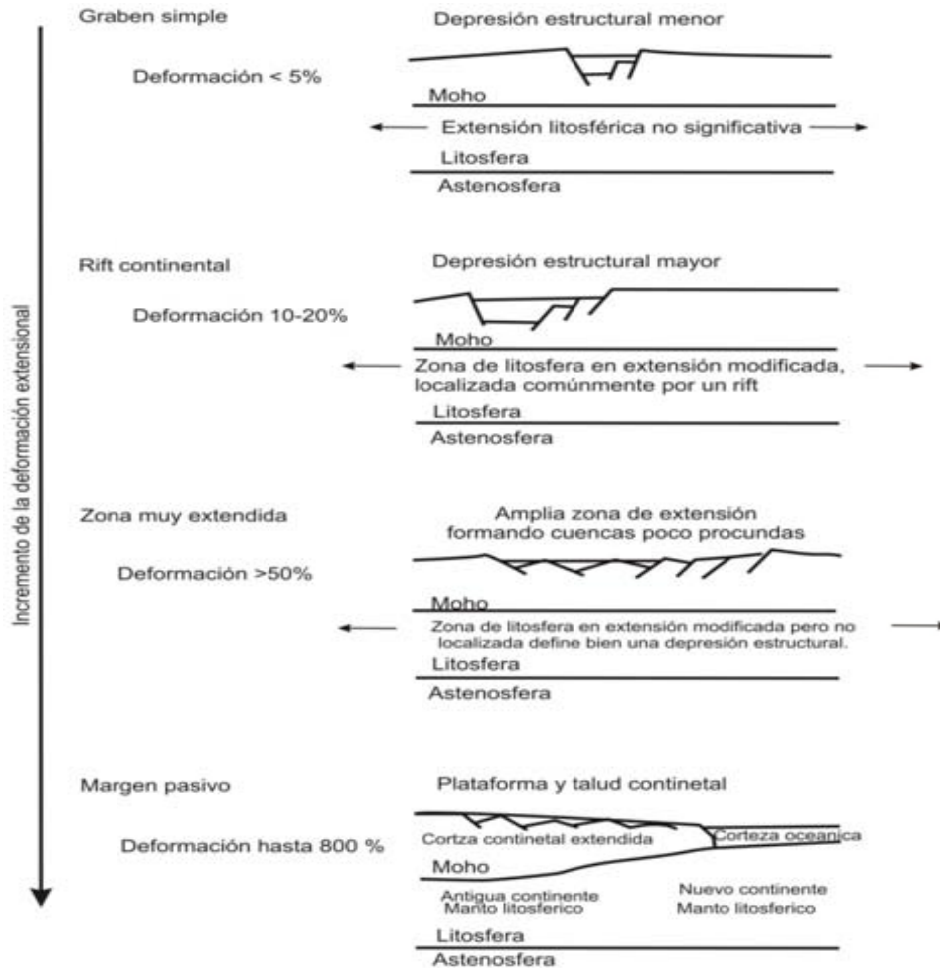 Graben simple
Depresión estructural menor
Deformación < 5%
Moho
Extensión litosférica no significativa
Litosfera
Astenosfera
Rift continental
Depresión estructural mayor
Deformación 10-20%
Moho
Zona de litosfera en extensión modificada,
localizada comúnmente por un rift
Litosfera
Astenosfera
Incremento de la deformación extensional
Zona muy extendida
Amplia zona de extensión
formando cuencas poco procundas
Deformación >50%
Moho
Zona de litosfera en extensión modificada pero no
localizada define bien una depresión estructural.
Litosfera
Astenosfera
Margen pasivo
Plataforma y talud continetal
Deformación hasta 800 %
Cortza continetal extendida
Corteza oceanica
Moho
Antigua continente
Manto litosferico
Nuevo continente
Manto litosferico
Litosfera
Astenosfera